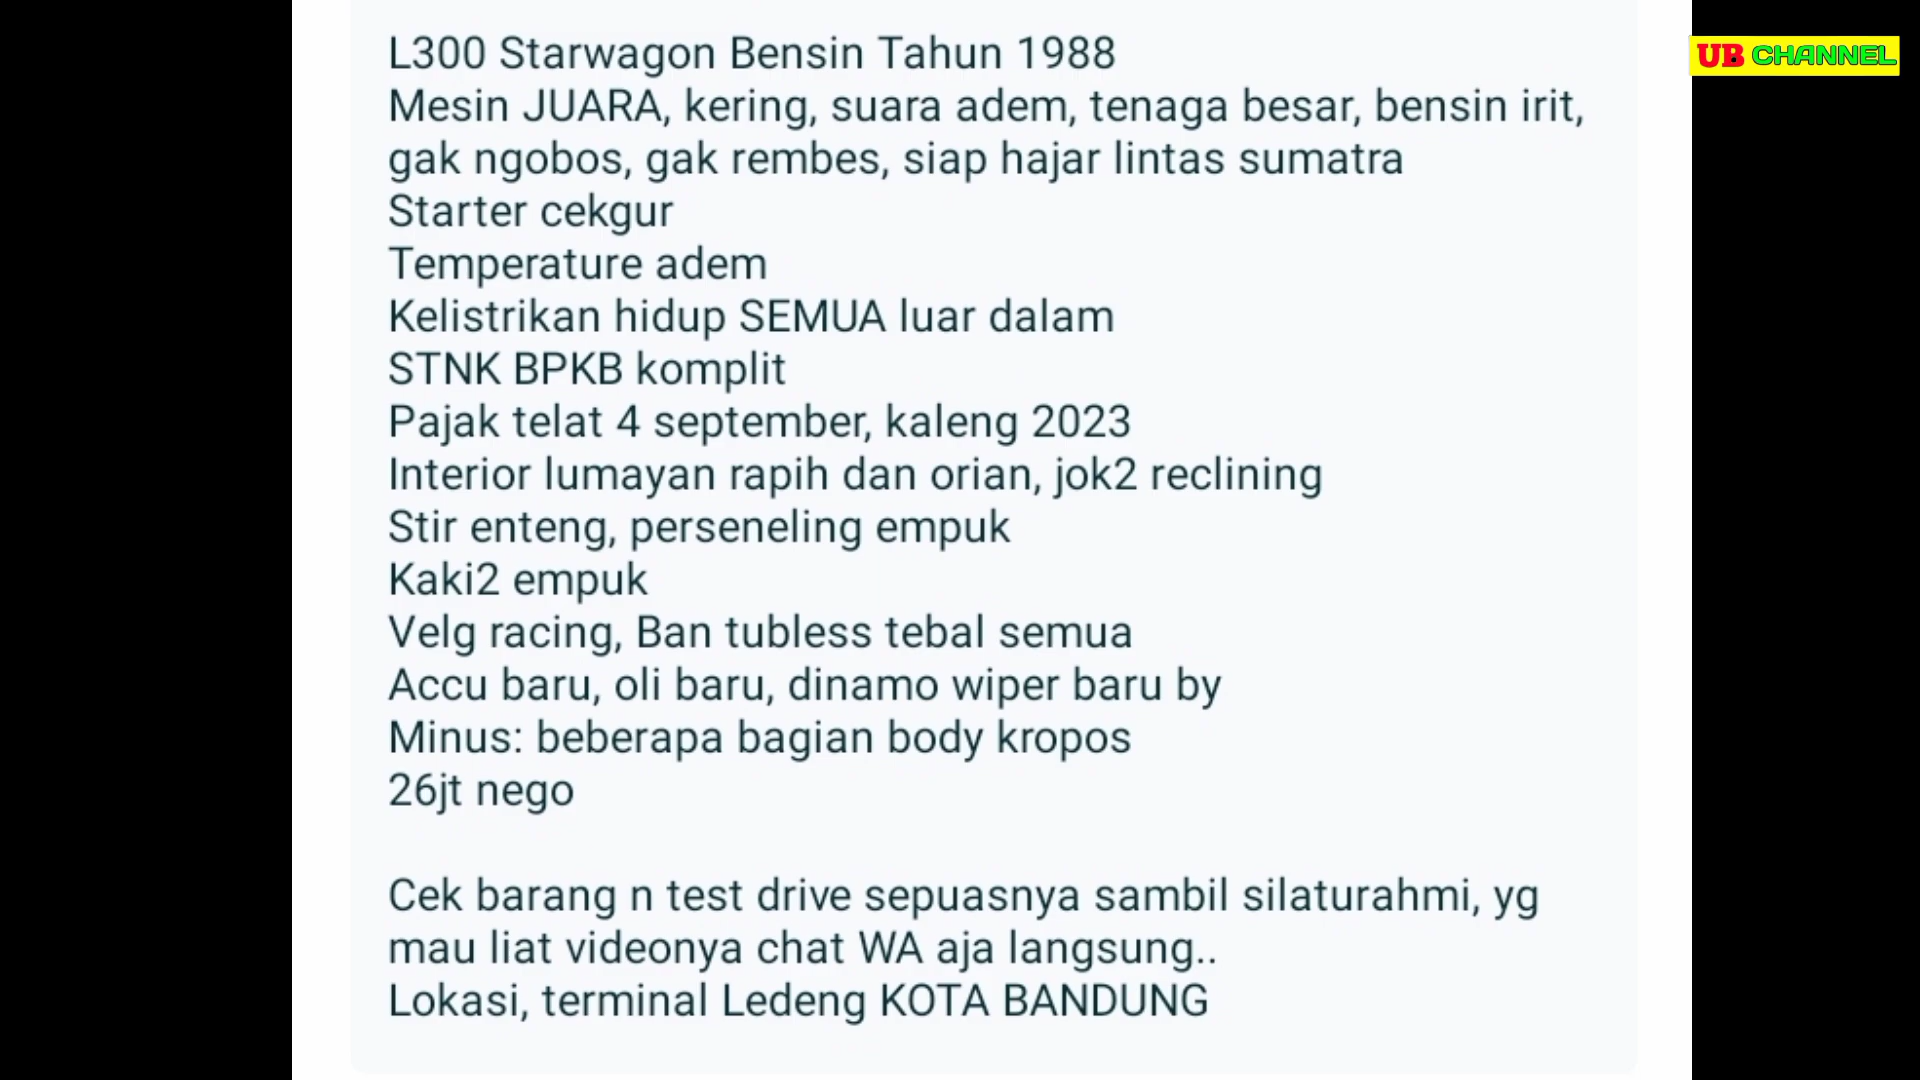 L300 Starwagon Bensin Tahun 1988
UB CHANNEL
Mesin JUARA, kering, suara adem, tenaga besar, bensin irit,
gak ngobos, gak rembes, siap hajar lintas sumatra
Starter cekgur
Temperature adem
Kelistrikan hidup SEMUA luar dalam
STNK BPKB komplit
Pajak telat 4 september, kaleng 2023
Interior lumayan rapih dan orian, jok2 reclining
Stir enteng, perseneling empuk
Kaki2 empuk
Velg racing, Ban tubless tebal semua
Accu baru, oli baru, dinamo wiper baru by
Minus: beberapa bagian body kropos
26jt nego
Cek barang n test drive sepuasnya sambil silaturahmi, yg
mau liat videonya chat WA aja langsung..
Lokasi, terminal Ledeng KOTA BANDUNG